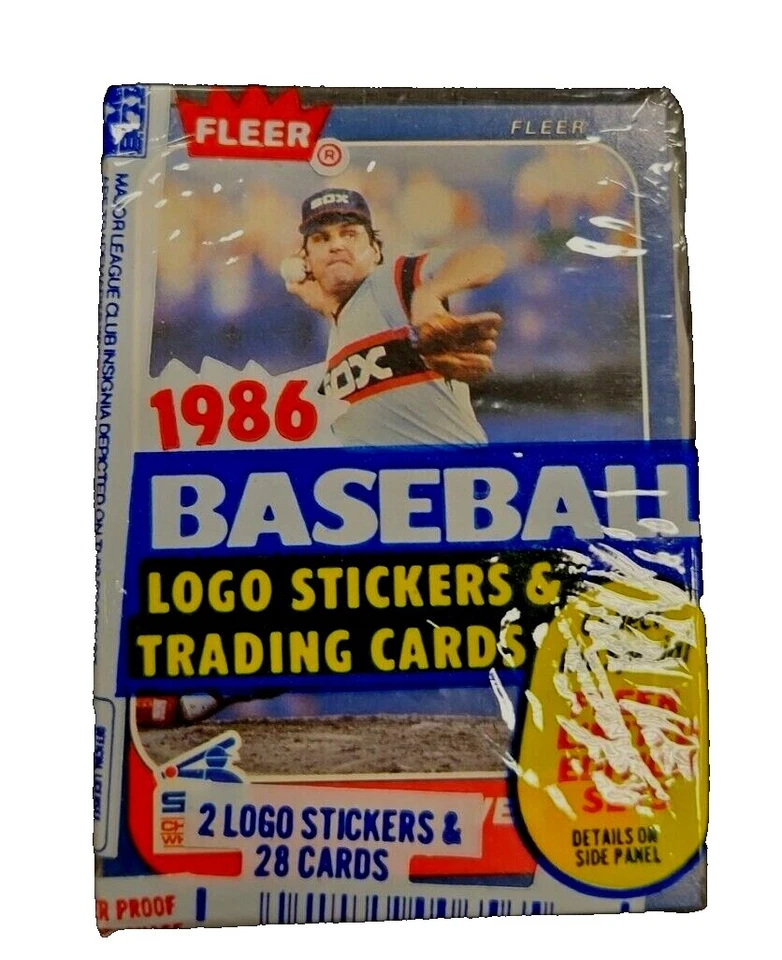 FLEER
®
FLEER
SOX
SOX
MAJOR LEAGUE CLUB INSIGNIA DEPICTED ON
1986
BASEBALL
LOGO STICKERS &
TRADING CARDS
DETAILS ON
SIDE PANEL
2 LOGO STICKERS &
28 CARDS
R PROOF